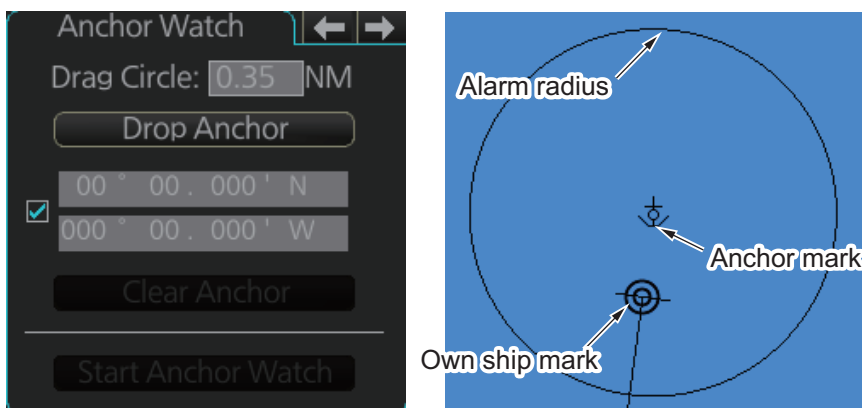 Anchor Watch
Drag Circle: 0.35 NM
Drop Anchor
00 ° 00 . 000 ' N
000 ° 00 . 000 ' W
Clear Anchor
Start Anchor Watch
Alarm radius
Anchor mark
Own ship mark